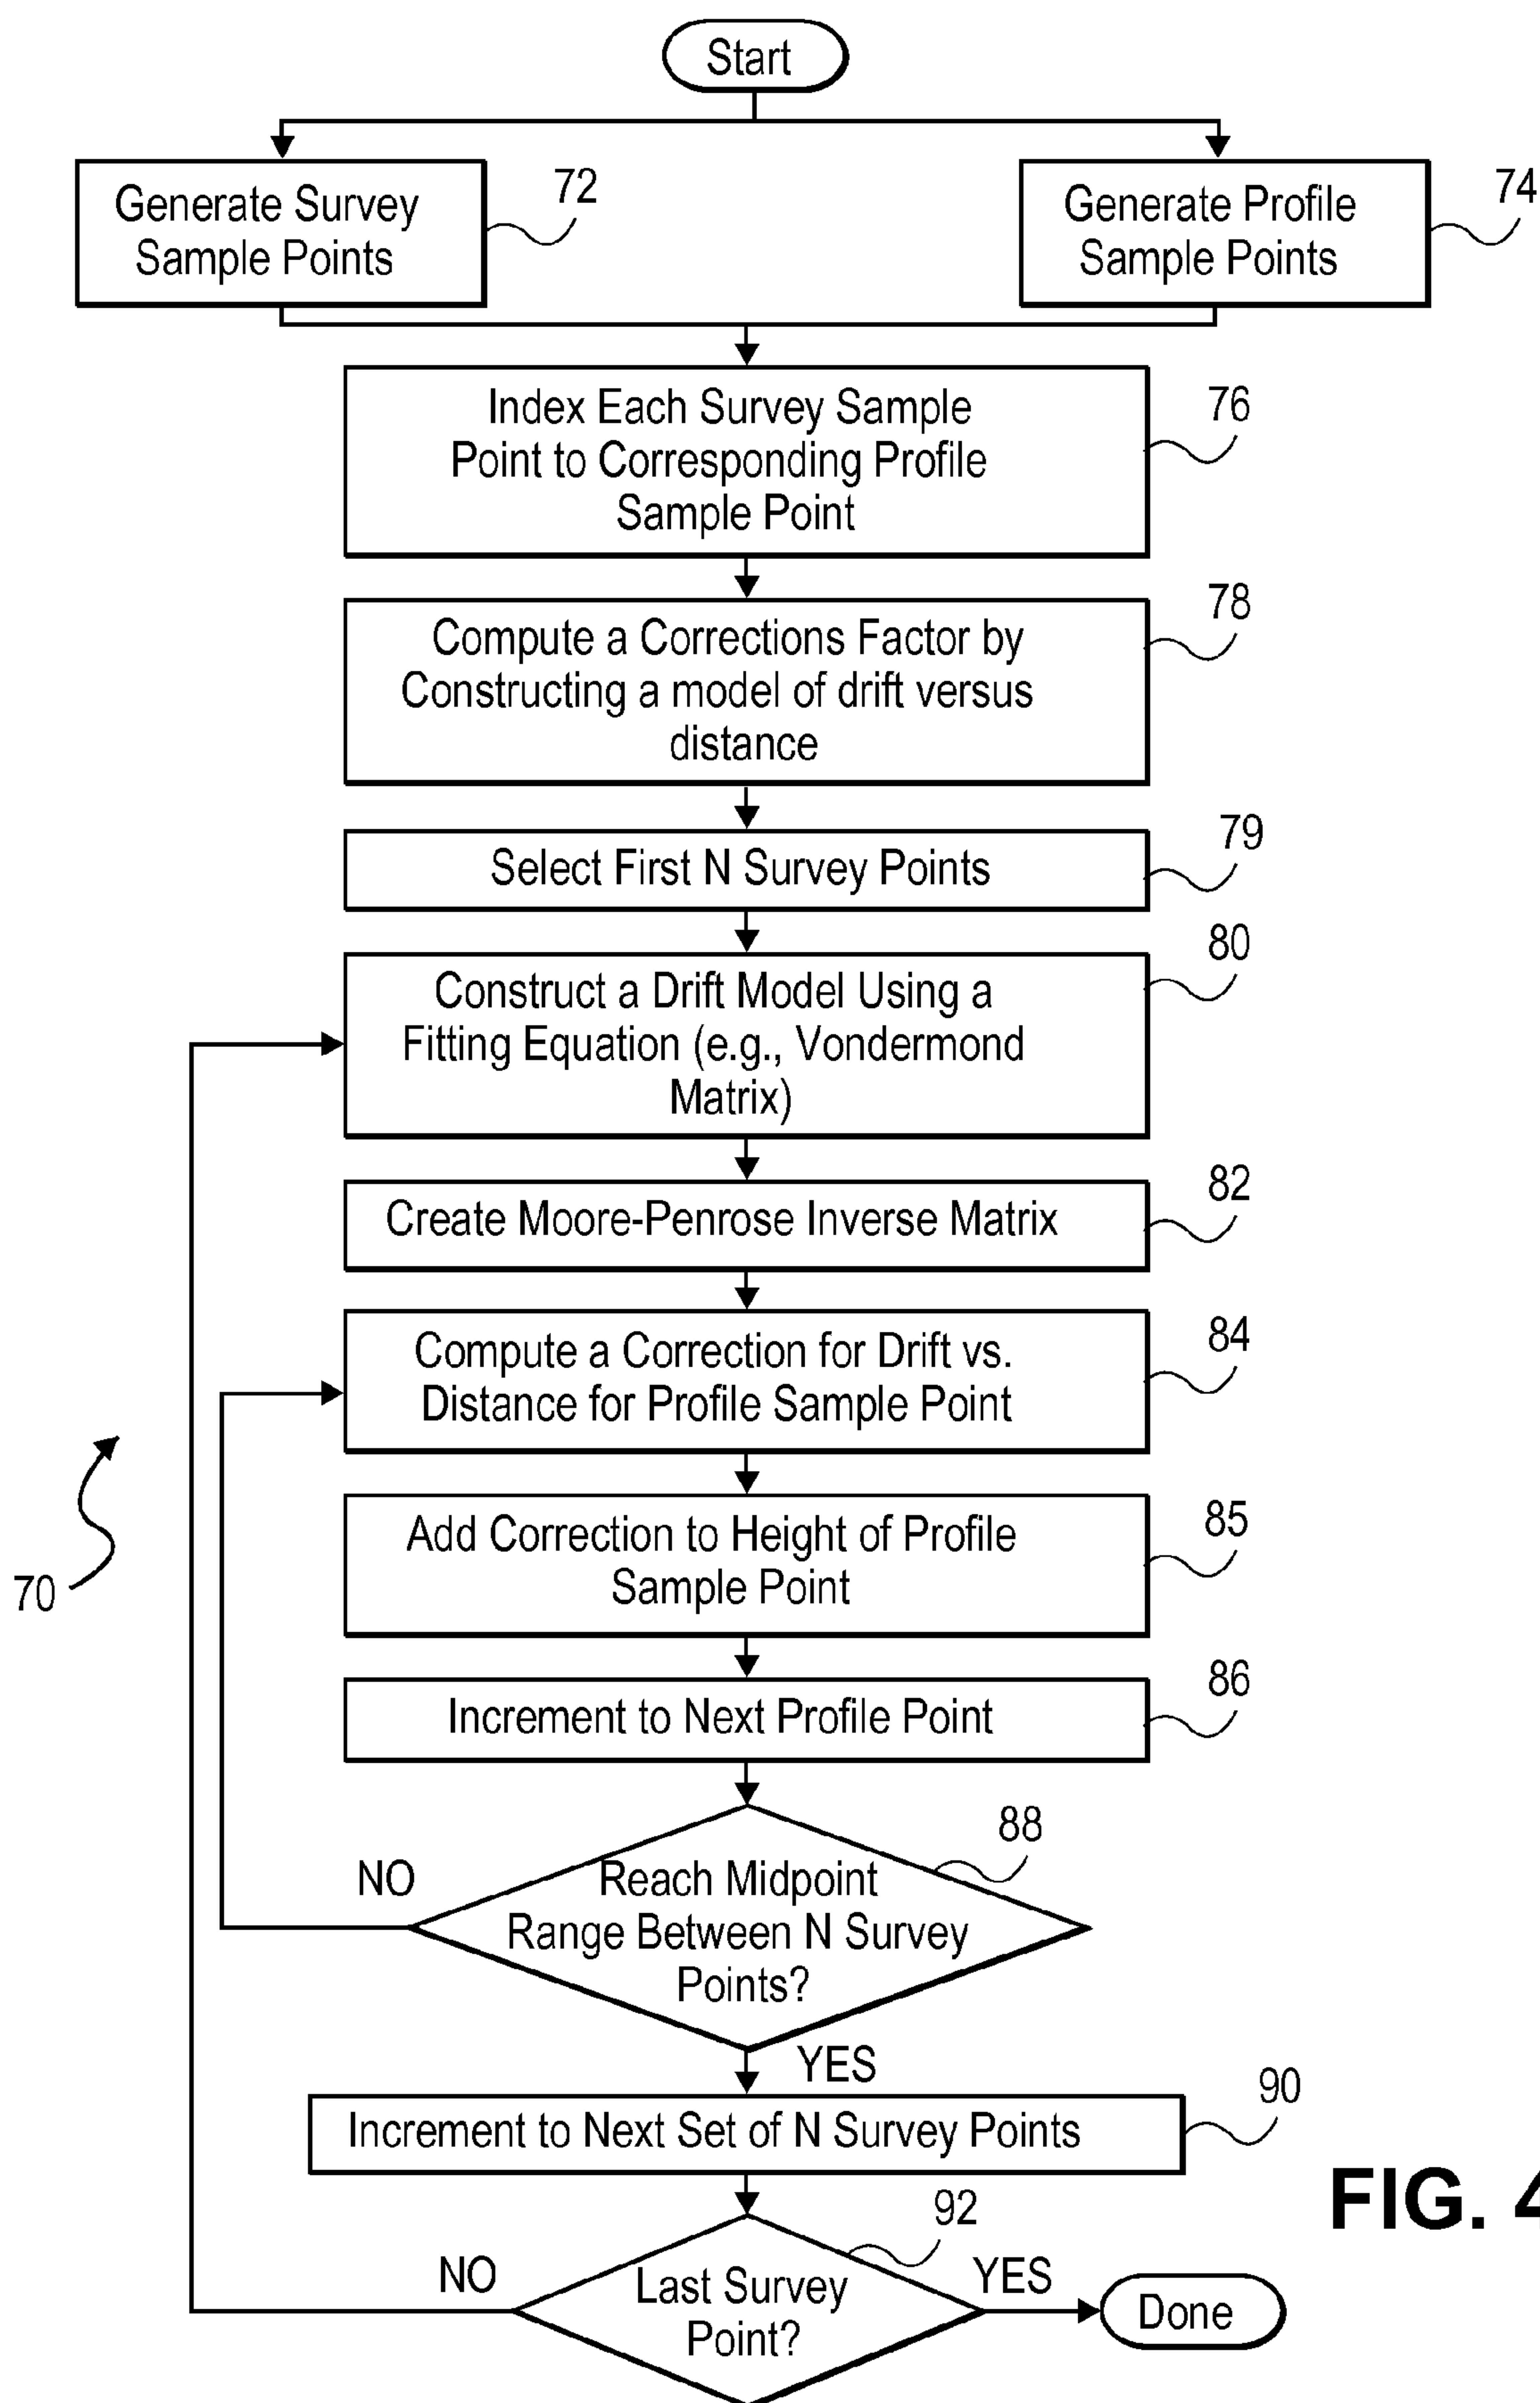 Start
Generate Survey
Sample Points
72
Generate Profile
Sample Points
74
Index Each Survey Sample
Point to Corresponding Profile
Sample Point
76
Compute a Corrections Factor by
Constructing a model of drift versus
distance
78
Select First N Survey Points
79
Construct a Drift Model Using a
Fitting Equation (e.g., Vondermond
Matrix)
80
Create Moore-Penrose Inverse Matrix
82
Compute a Correction for Drift vs.
Distance for Profile Sample Point
84
Add Correction to Height of Profile
Sample Point
85
70
Increment to Next Profile Point
86
Reach Midpoint
Range Between N Survey
Points?
88
NO
YES
Increment to Next Set of N Survey Points
90
FIG. 4
Last Survey
Point?
92
NO
YES
Done